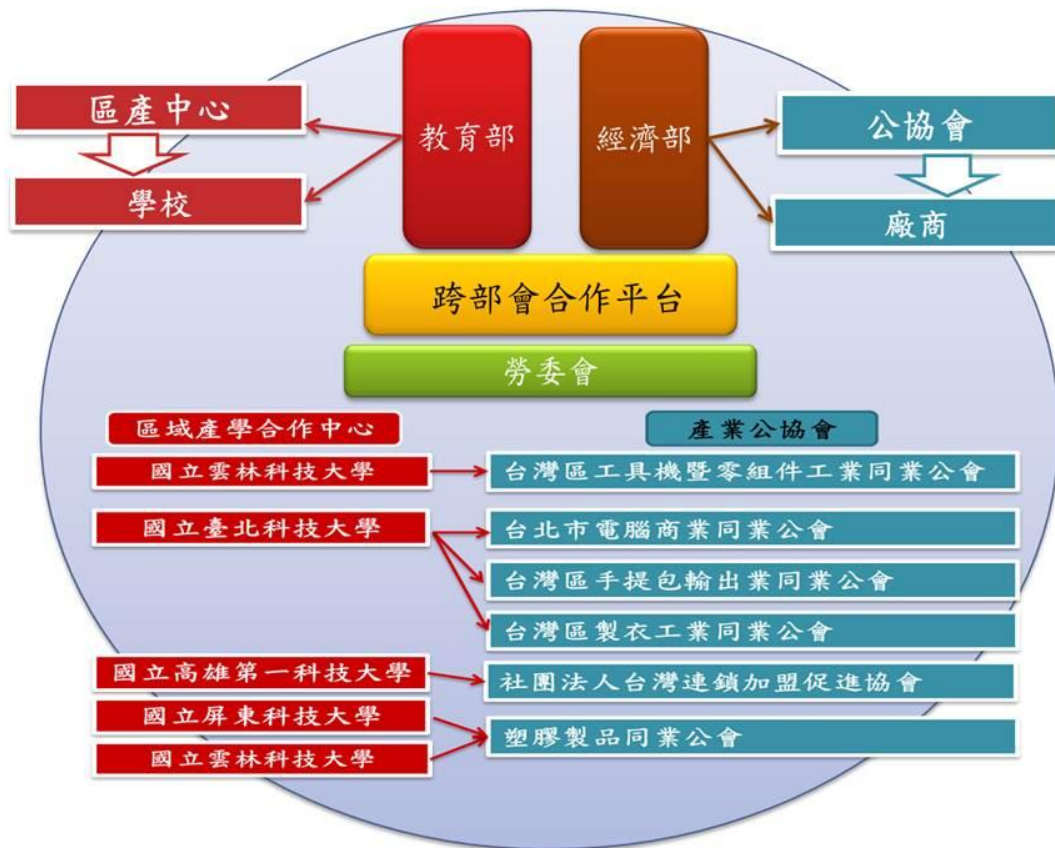 教育部
經濟部
區產中心
學校
公協會
廠商
跨部會合作平台
勞委會
區域產學合作中心
產業公協會
國立雲林科技大學
台灣區工具機暨零組件工業同業公會
國立臺北科技大學
台北市電腦商業同業公會
台灣區手提包輸出業同業公會
台灣區製衣工業同業公會
國立高雄第一科技大學
社團法人台灣連鎖加盟促進協會
國立屏東科技大學
塑膠製品同業公會
國立雲林科技大學